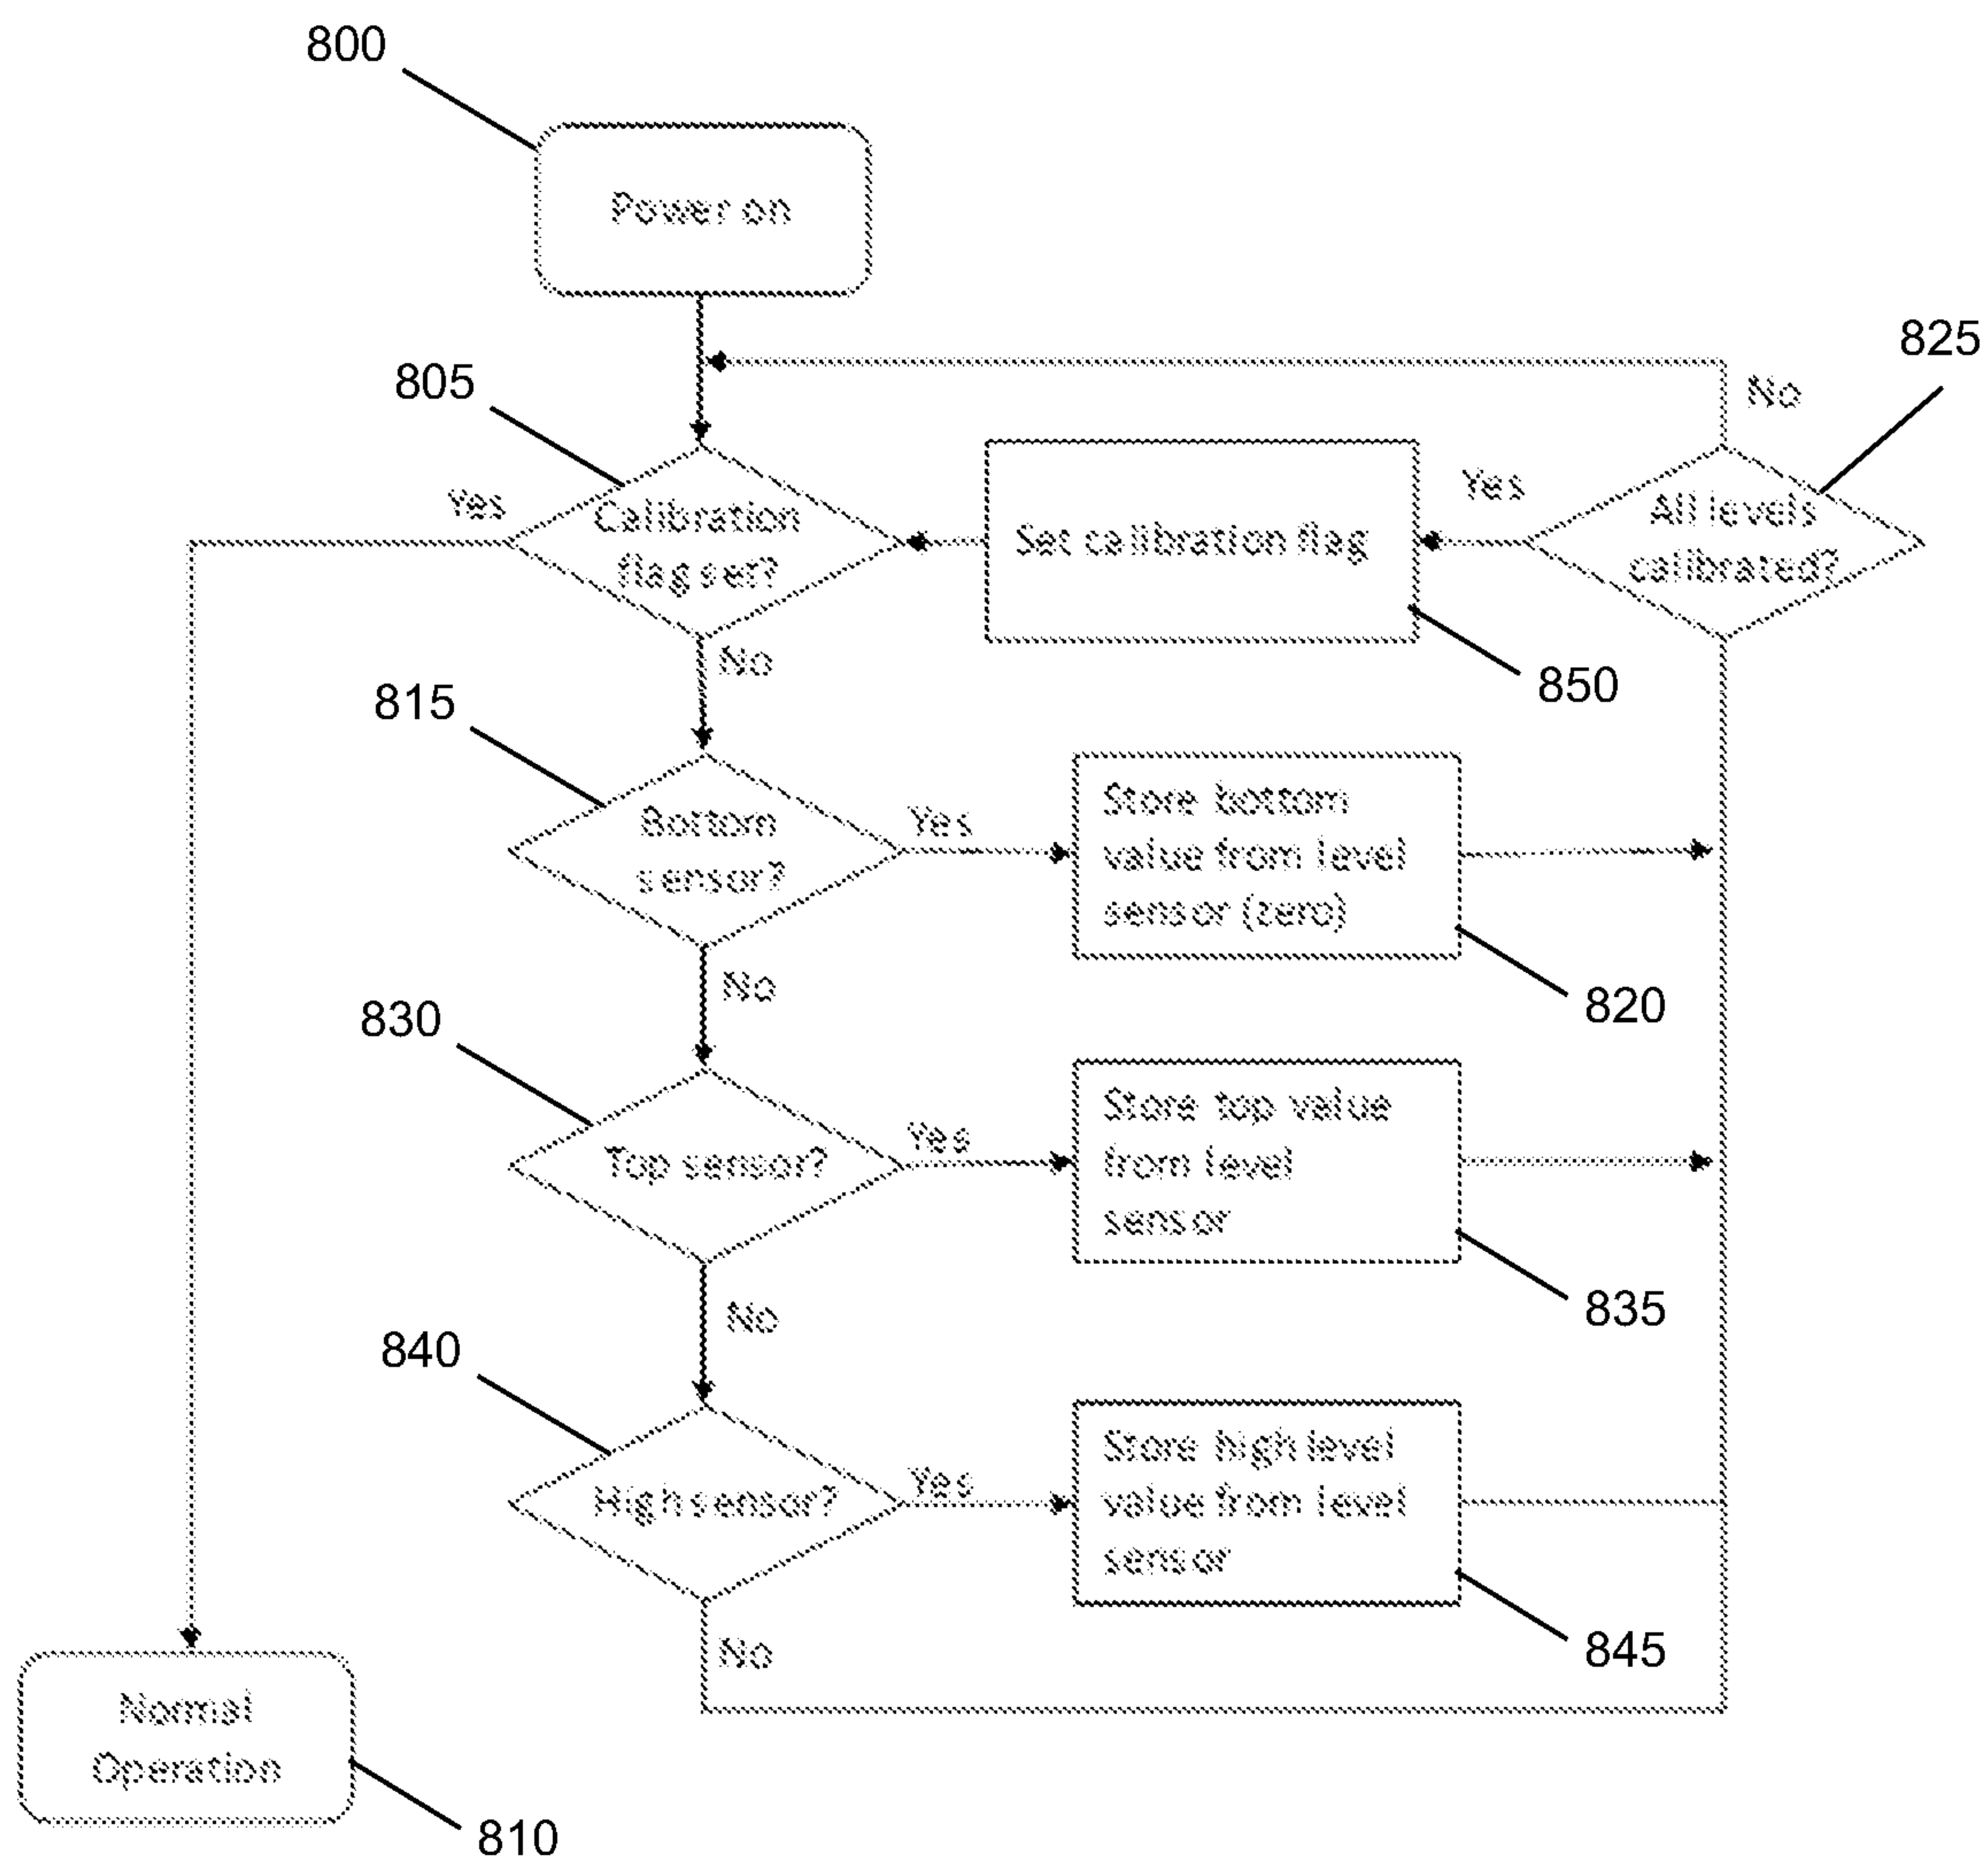 800
Power on
825
No
805
Yes
Calibration
flag set?
Set calibration flag
Yes
All levels
calibrated?
No
850
815
Bottom
sensor?
Yes
Store bottom
value from level
sensor (zero)
820
No
830
Top sensor?
Yes
Store top value
from level
sensor
835
No
840
High sensor?
Yes
Store high level
value from level
sensor
845
No
Normal
Operation
810